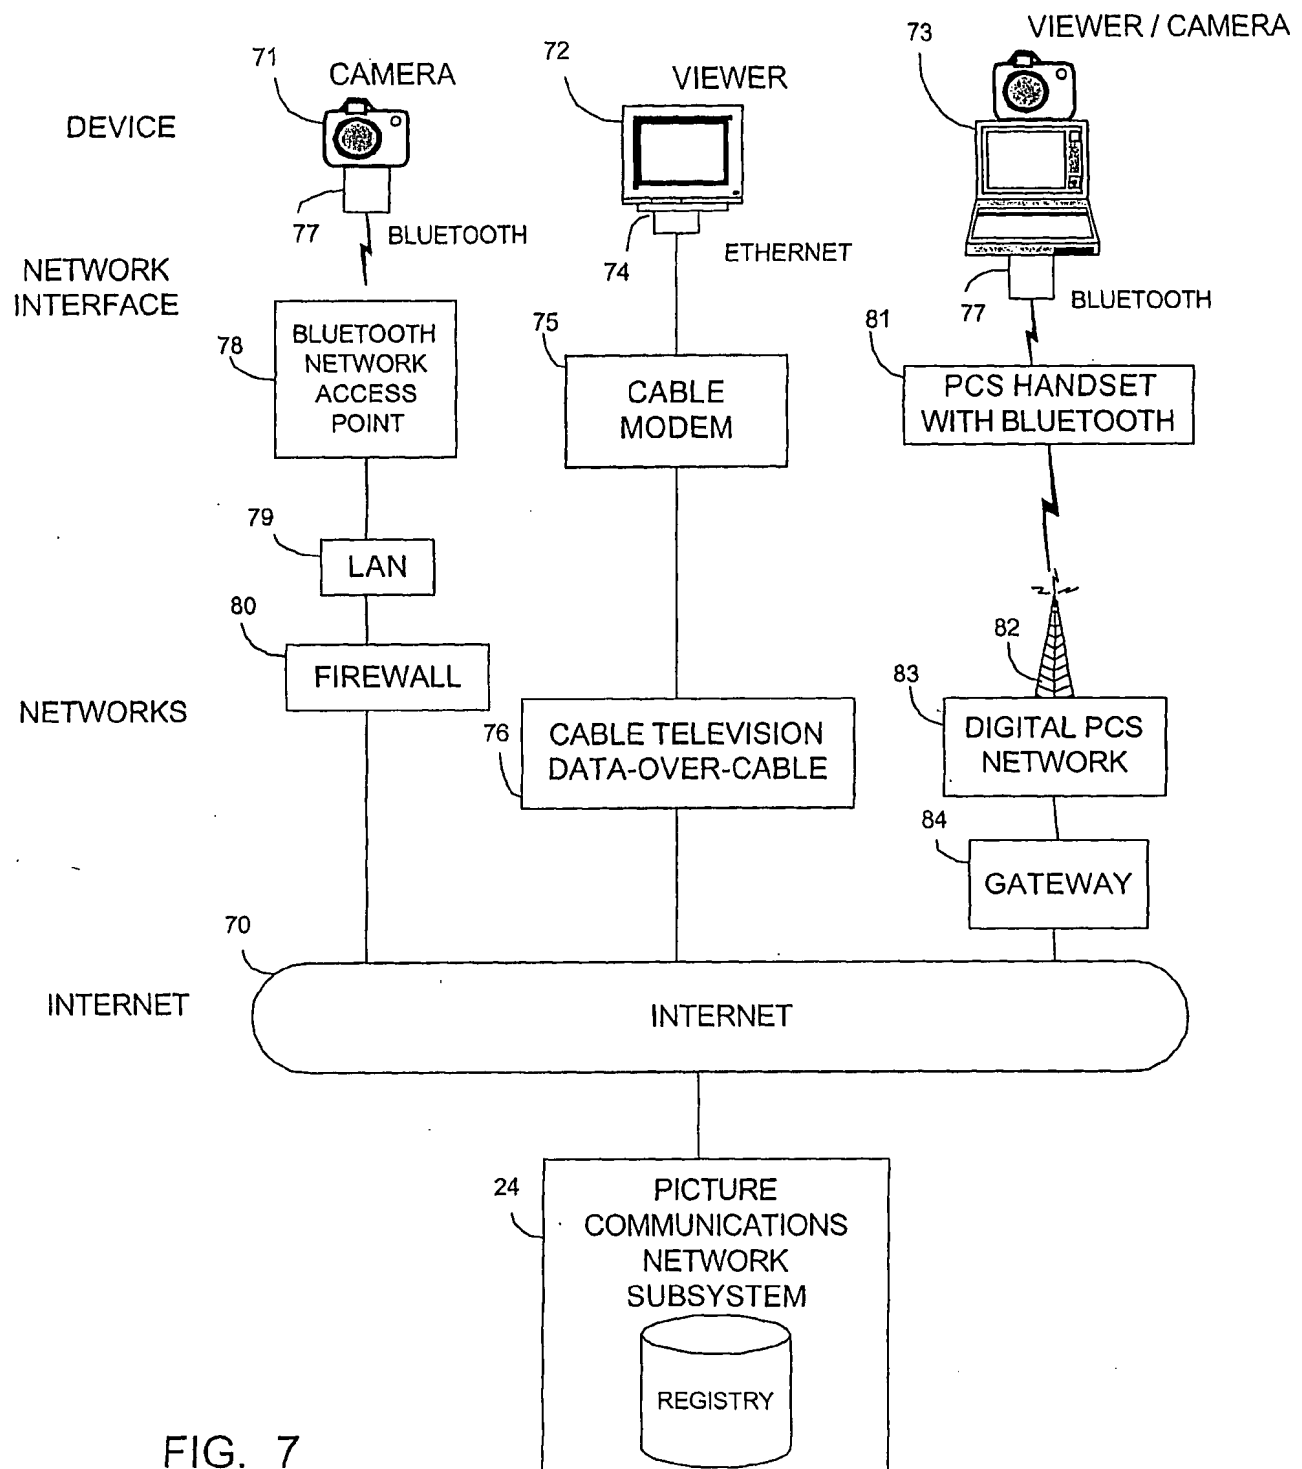 VIEWER / CAMERA
73
71
CAMERA
72
VIEWER
DEVICE
77
BLUETOOTH
74
ETHERNET
NETWORK
INTERFACE
77
BLUETOOTH
78
BLUETOOTH
NETWORK
ACCESS
POINT
75
CABLE
MODEM
81
PCS HANDSET
WITH BLUETOOTH
79
LAN
80
FIREWALL
82
NETWORKS
76
CABLE TELEVISION
DATA-OVER-CABLE
83
DIGITAL PCS
NETWORK
84
GATEWAY
70
INTERNET
INTERNET
24
PICTURE
COMMUNICATIONS
NETWORK
SUBSYSTEM
REGISTRY
FIG. 7